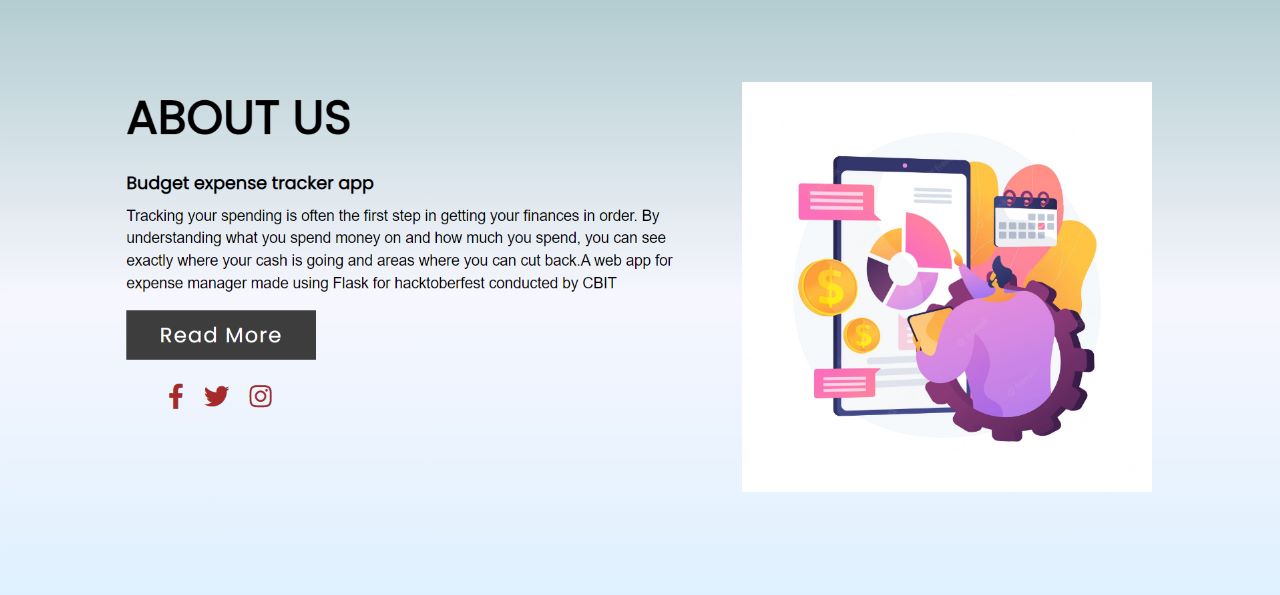 ABOUT US
Budget expense tracker app
Tracking your spending is often the first step in getting your finances in order. By
understanding what you spend money on and how much you spend, you can see
exactly where your cash is going and areas where you can cut back.A web app for
expense manager made using Flask for hacktoberfest conducted by CBIT
Read More
$
$